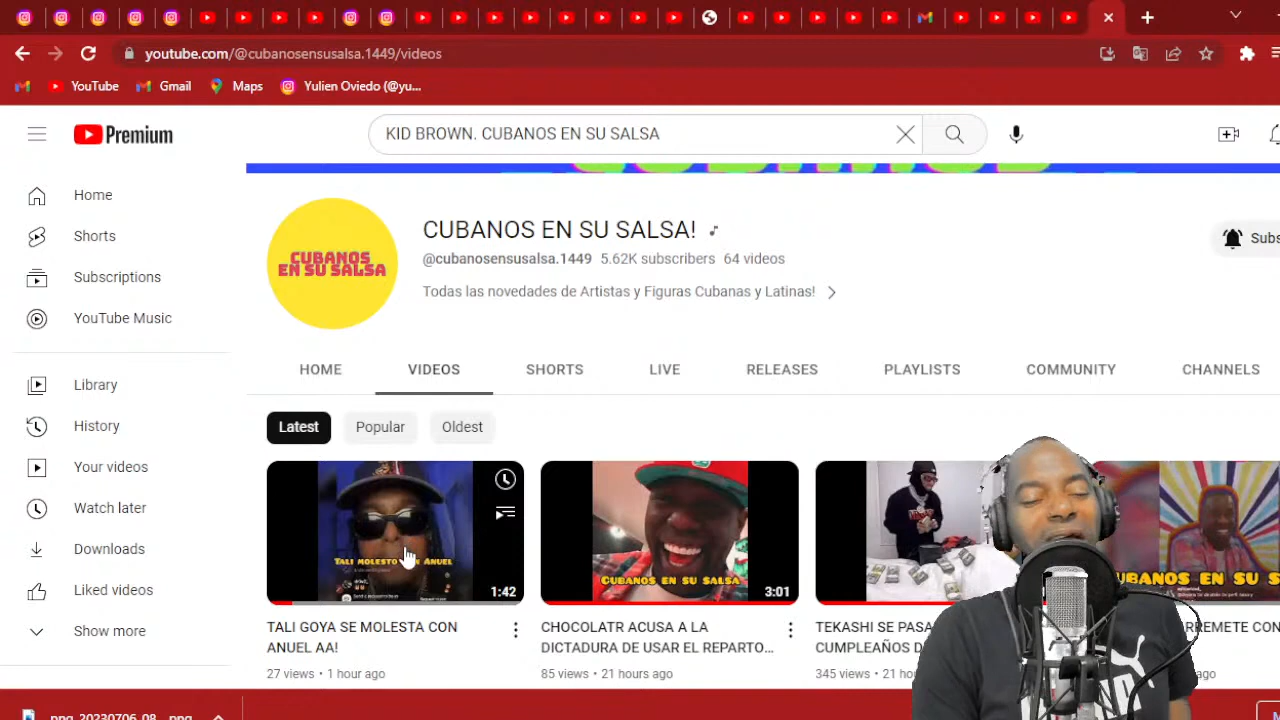 youtube.com/@cubanosensusalsa.1449/videos
YouTube
Gmail
Maps
Yulien Oviedo (@yu...
Premium
KID BROWN. CUBANOS EN SU SALSA
Home
Shorts
Subscriptions
YouTube Music
Library
History
Your videos
Watch later
Downloads
Liked videos
Show more
CUBANOS
EN SU SALSA
CUBANOS EN SU SALSA!
@cubanosensusalsa.1449 5.62K subscribers 64 videos
Todas las novedades de Artistas y Figuras Cubanas y Latinas!
Subs
HOME VIDEOS SHORTS LIVE RELEASES PLAYLISTS COMMUNITY CHANNELS
Latest Popular Oldest
TALI MOLESTO ANUEL
1:42
CUBANOS EN SU SALSA
3:01
CUBANOS EN SU S
TALI GOYA SE MOLESTA CON
ANUEL AA!
27 views • 1 hour ago
CHOCOLATR ACUSA A LA
DICTADURA DE USAR EL REPARTO...
85 views • 21 hours ago
TEKASHI SE PASA
CUMPLEAÑOS D
345 views • 21 h
RREMETE CON
ago
png_20230706_08....png